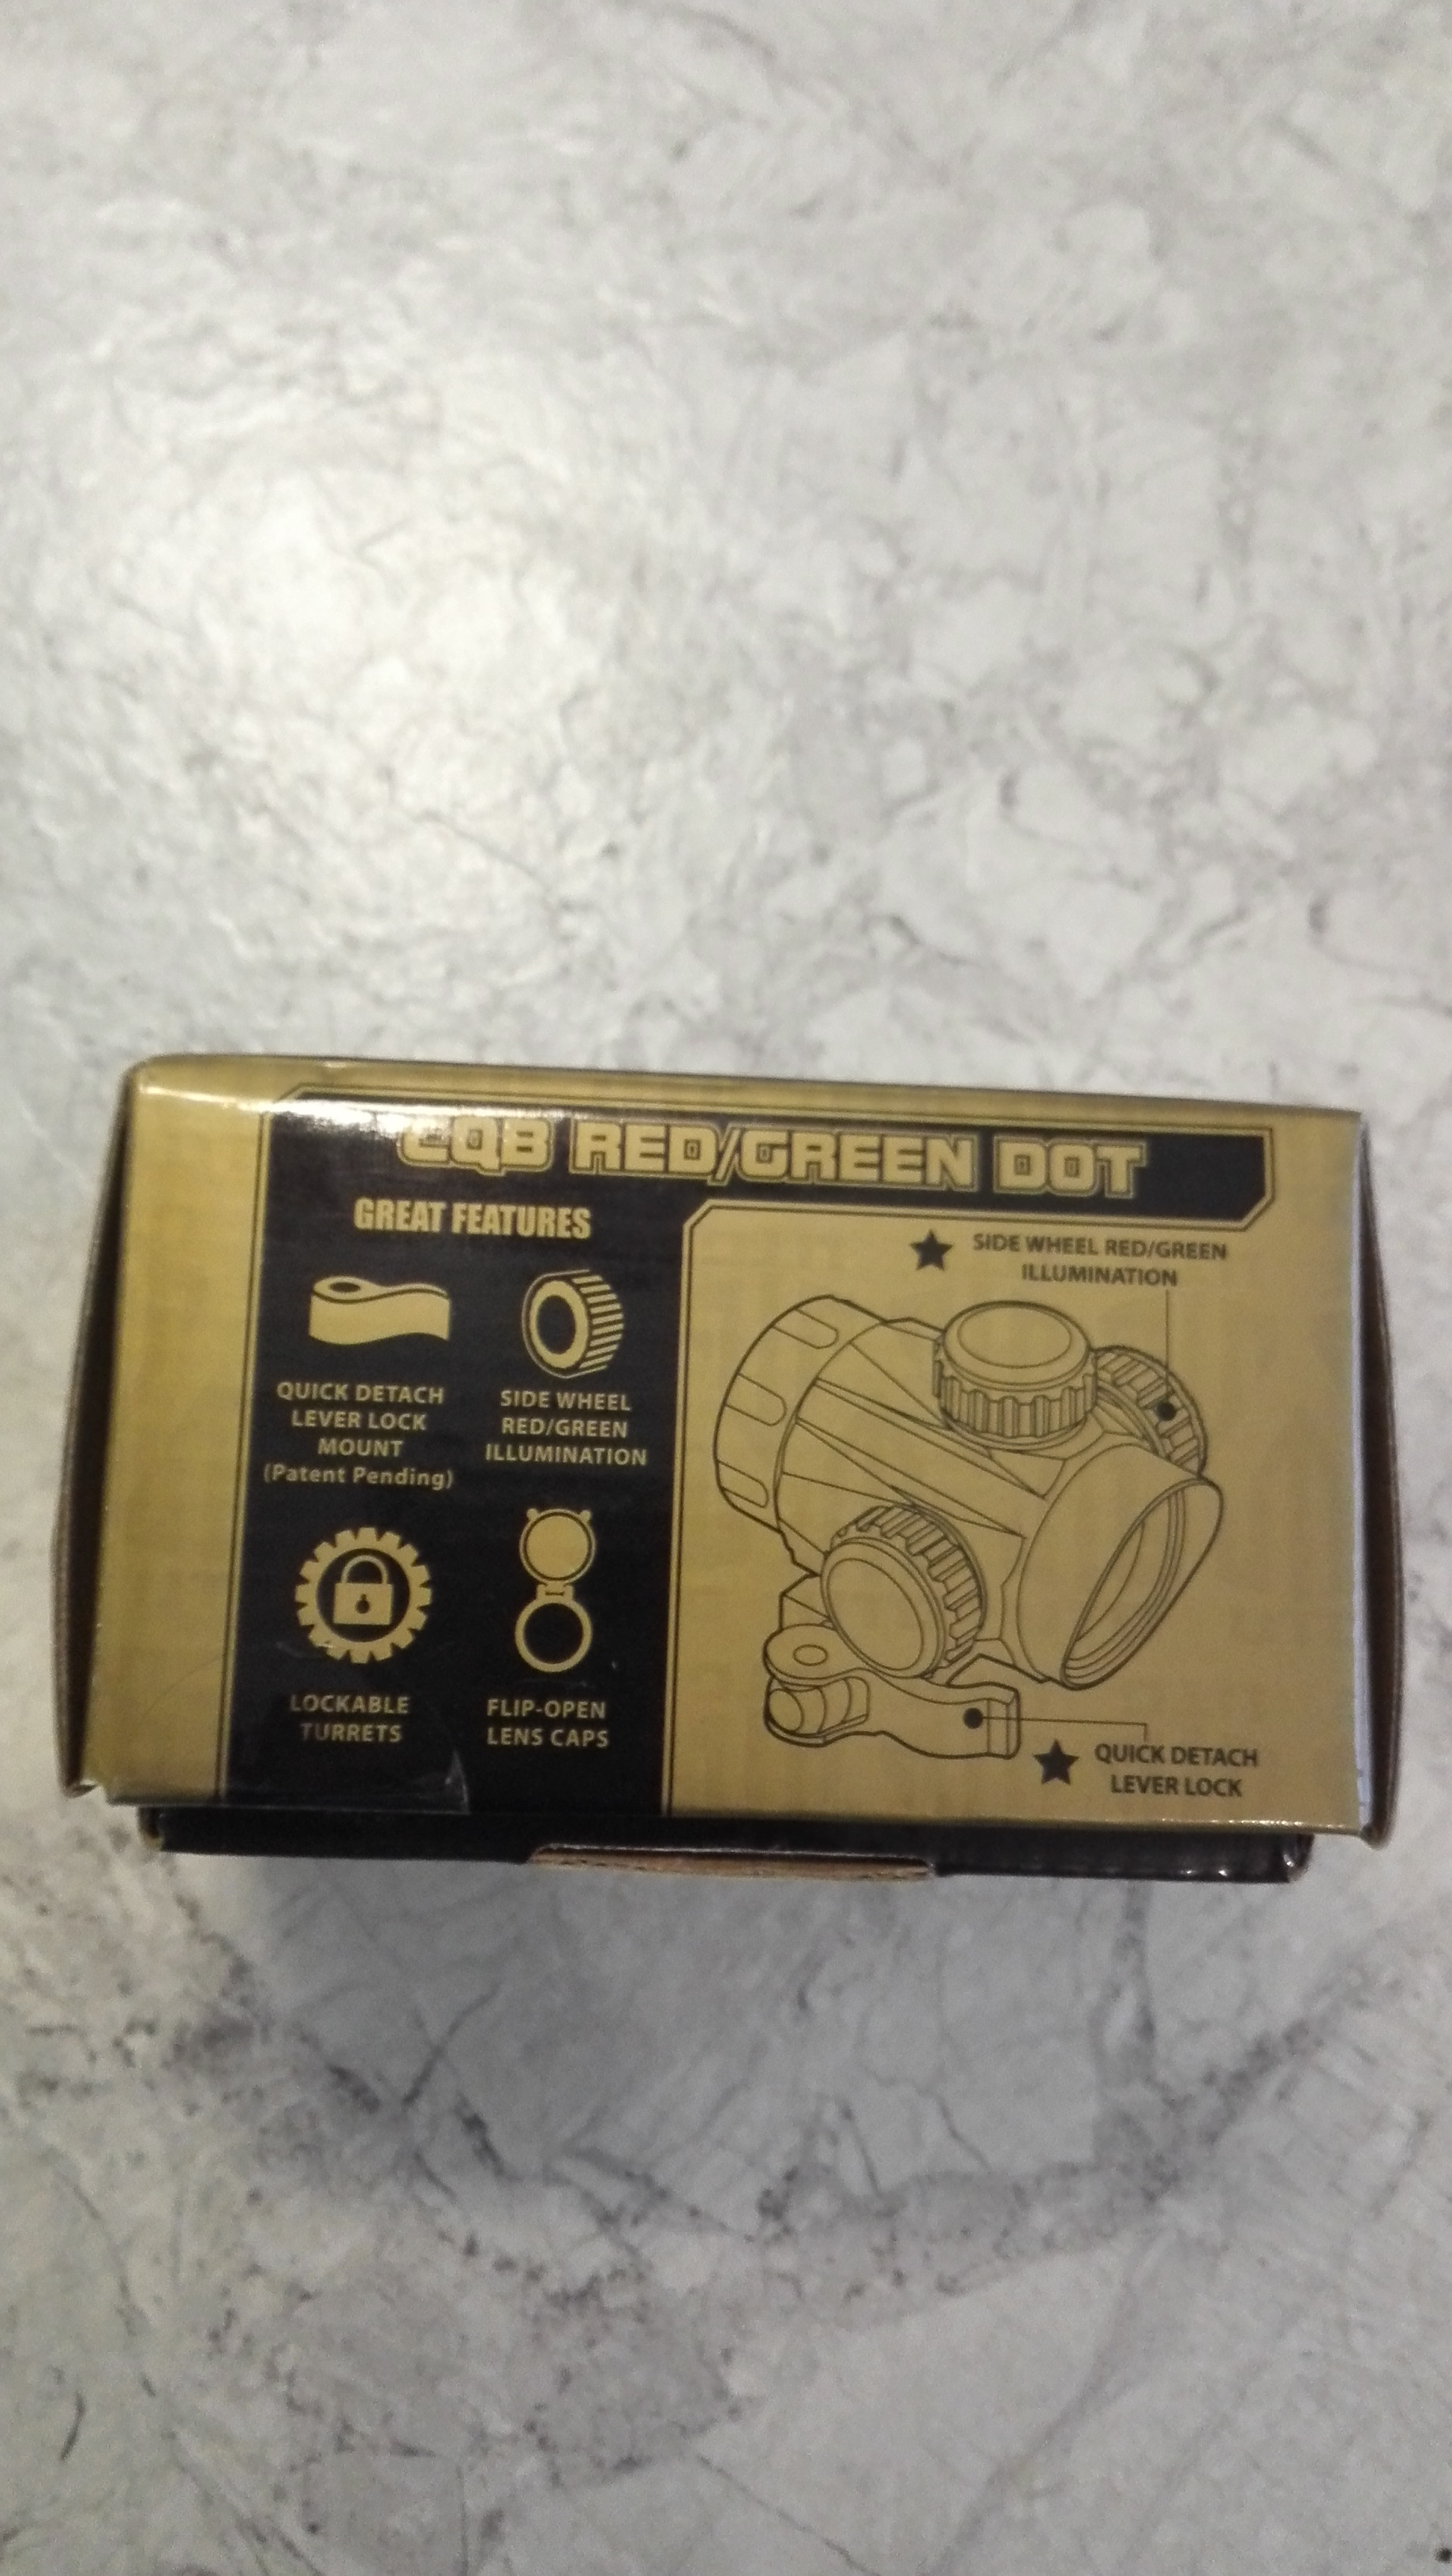 CQB RED/GREEN DOT
GREAT FEATURES
QUICK DETACH
LEVER LOCK
MOUNT
(Patent Pending)
SIDE WHEEL
RED/GREEN
ILLUMINATION
LOCKABLE
TURRETS
FLIP-OPEN
LENS CAPS
SIDE WHEEL RED/GREEN
ILLUMINATION
QUICK DETACH
LEVER LOCK